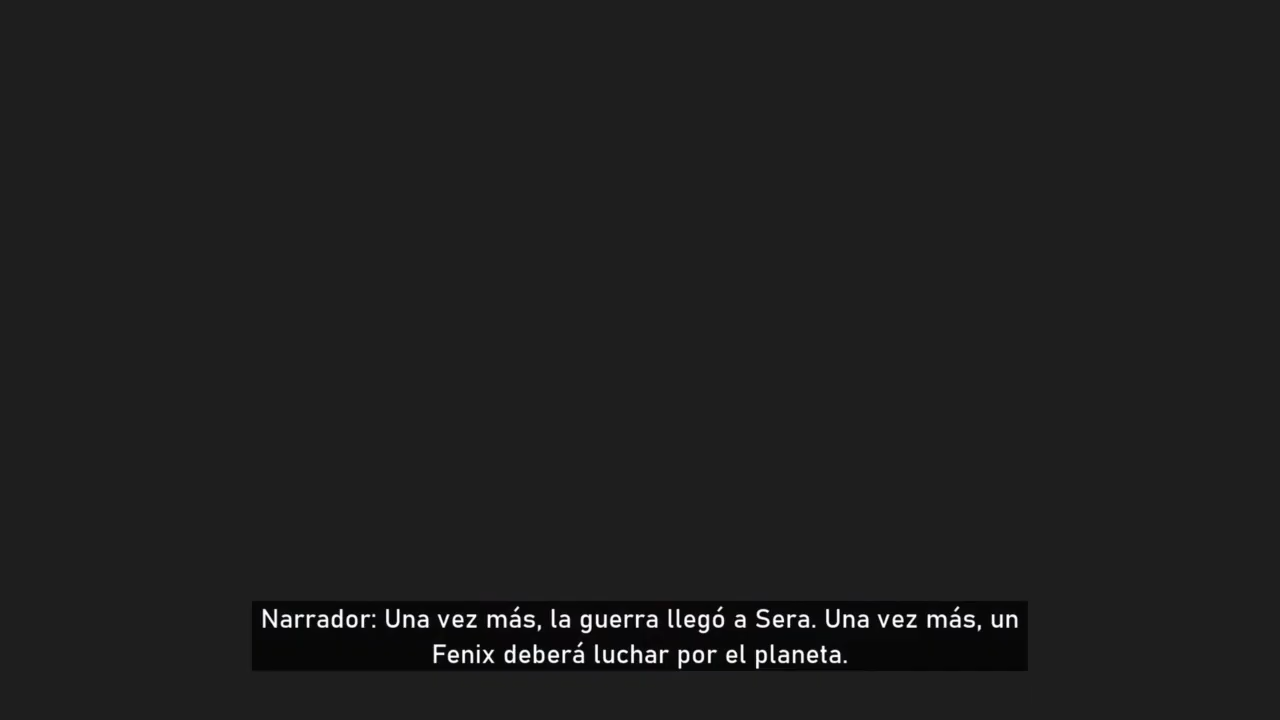 Narrador: Una vez más, la guerra llegó a Sera. Una vez más, un
Fenix deberá luchar por el planeta.